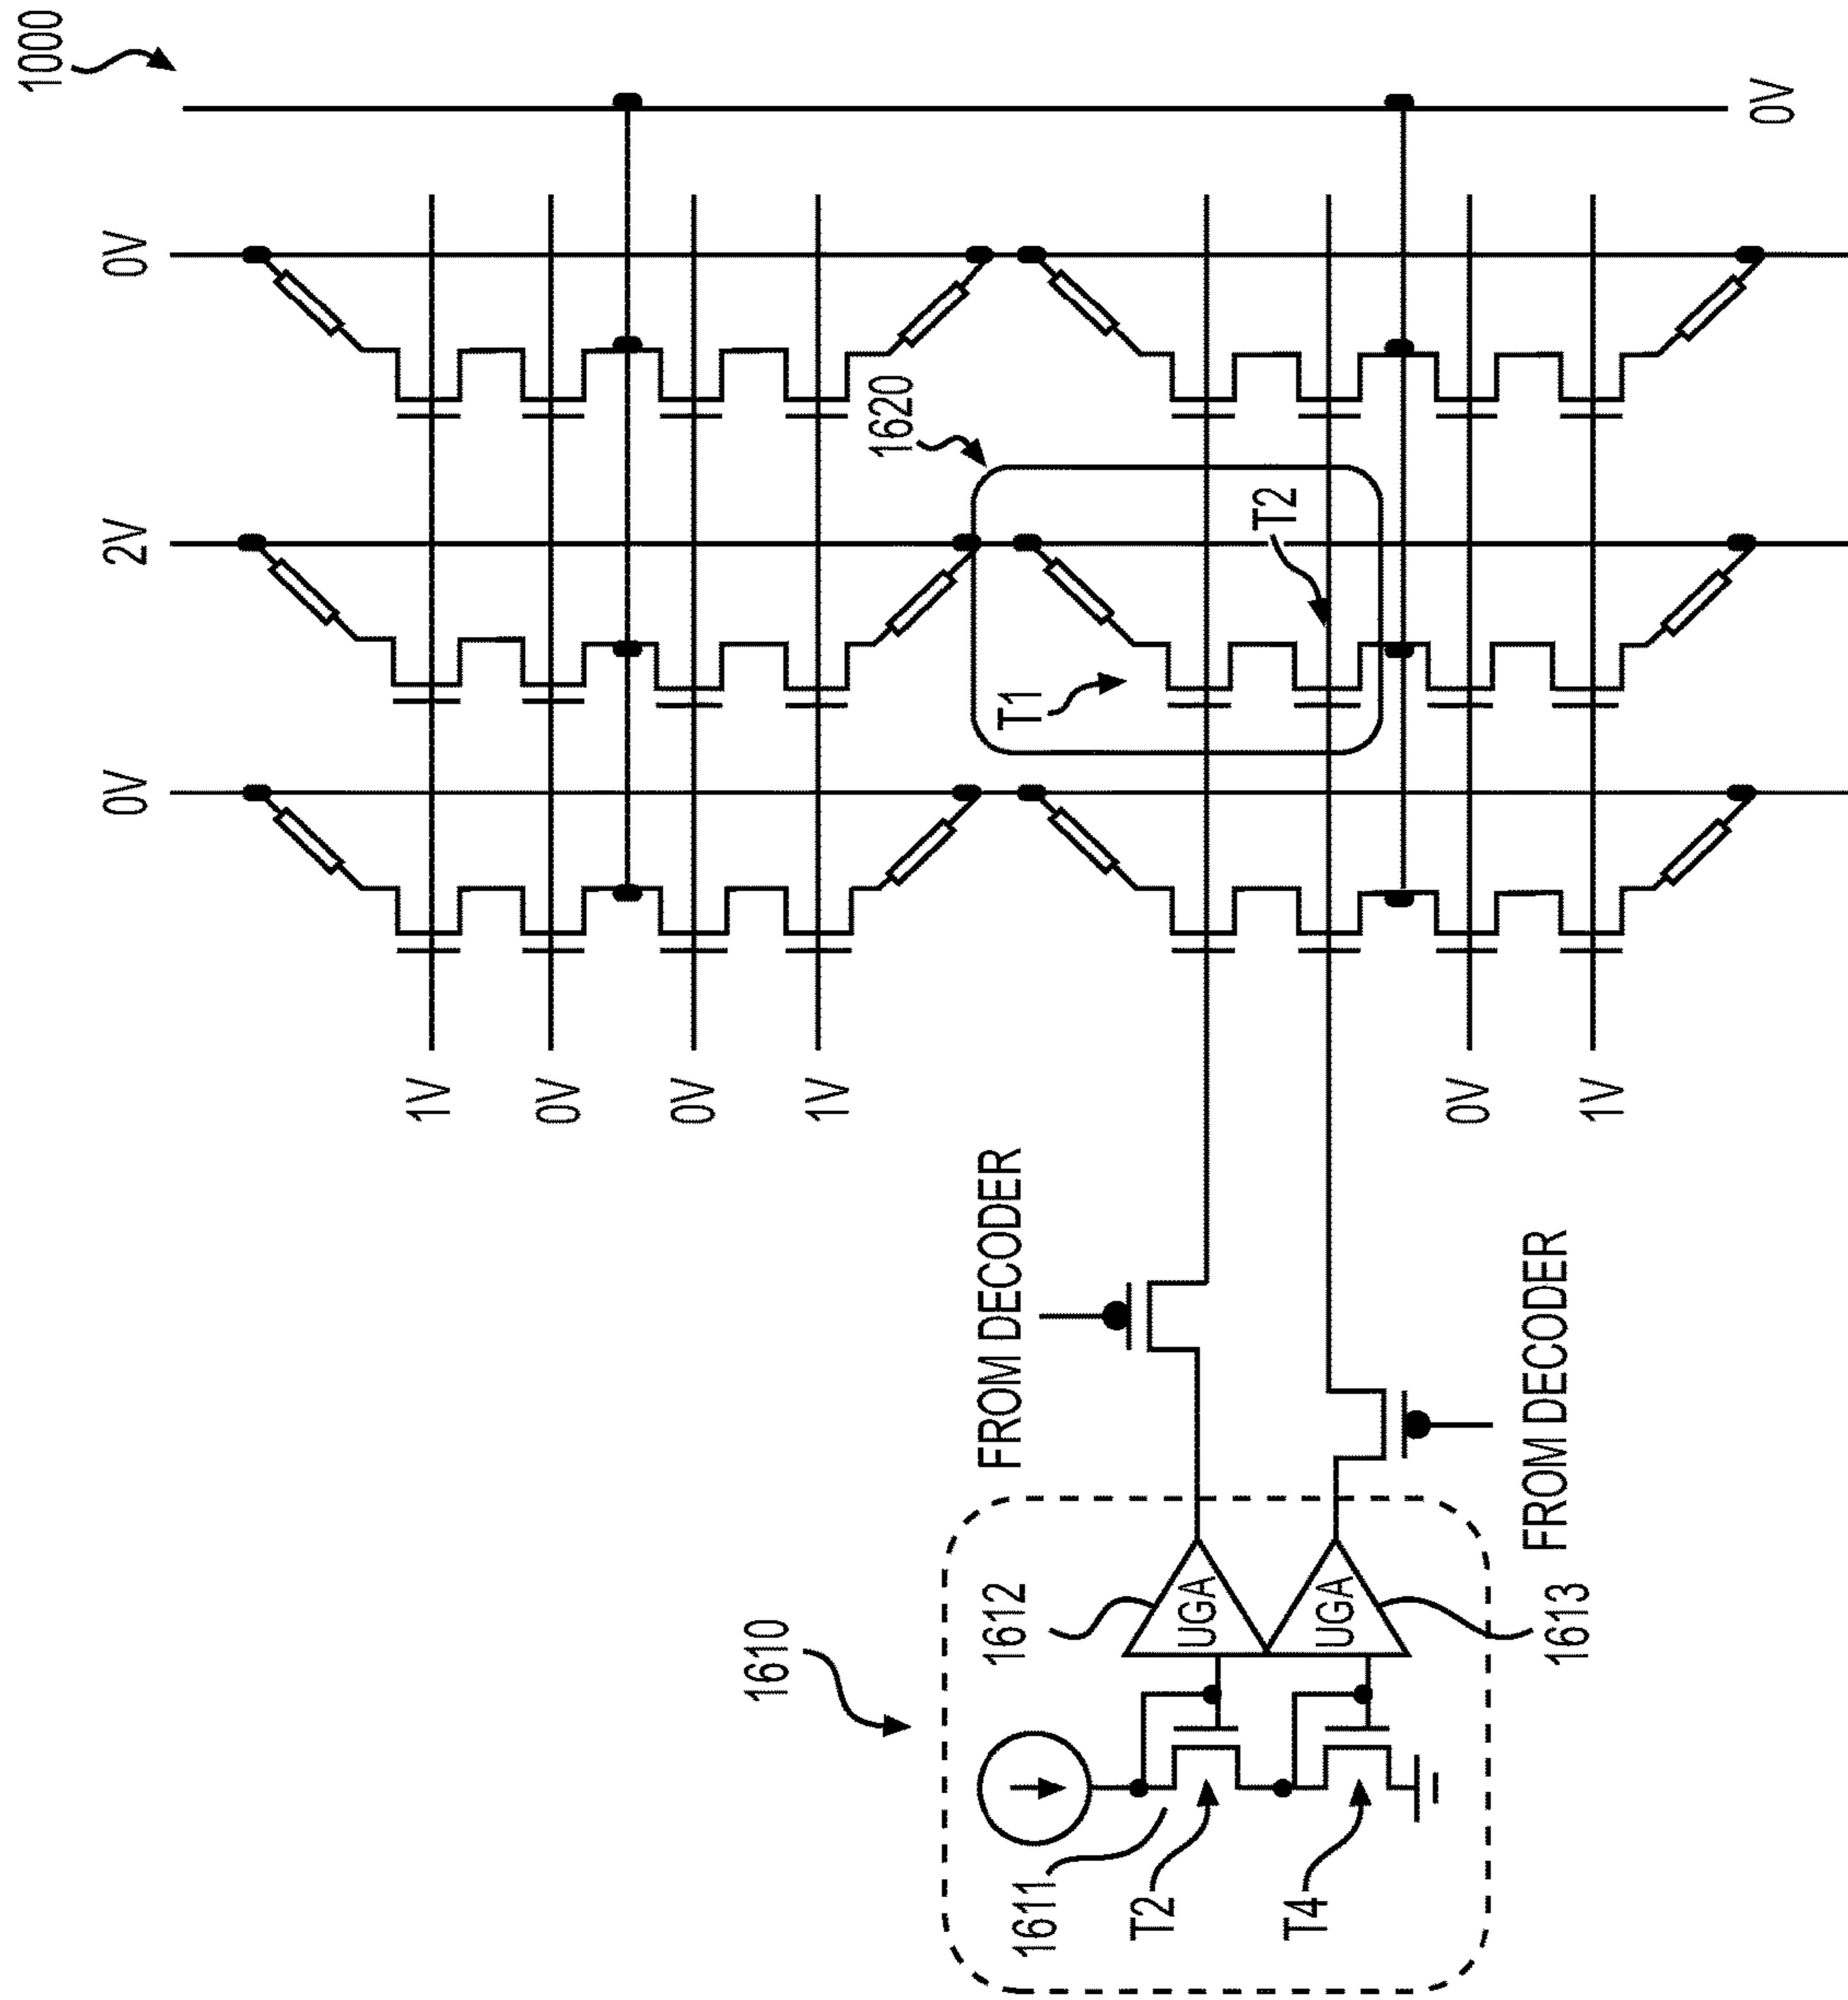 1000
0V
2V
0V
0V
1620
T2
T1
1V
0V
0V
1V
0V
1V
FROM DECODER
FROM DECODER
1610
1612
UGA
UGA
1613
1611
T2
T4